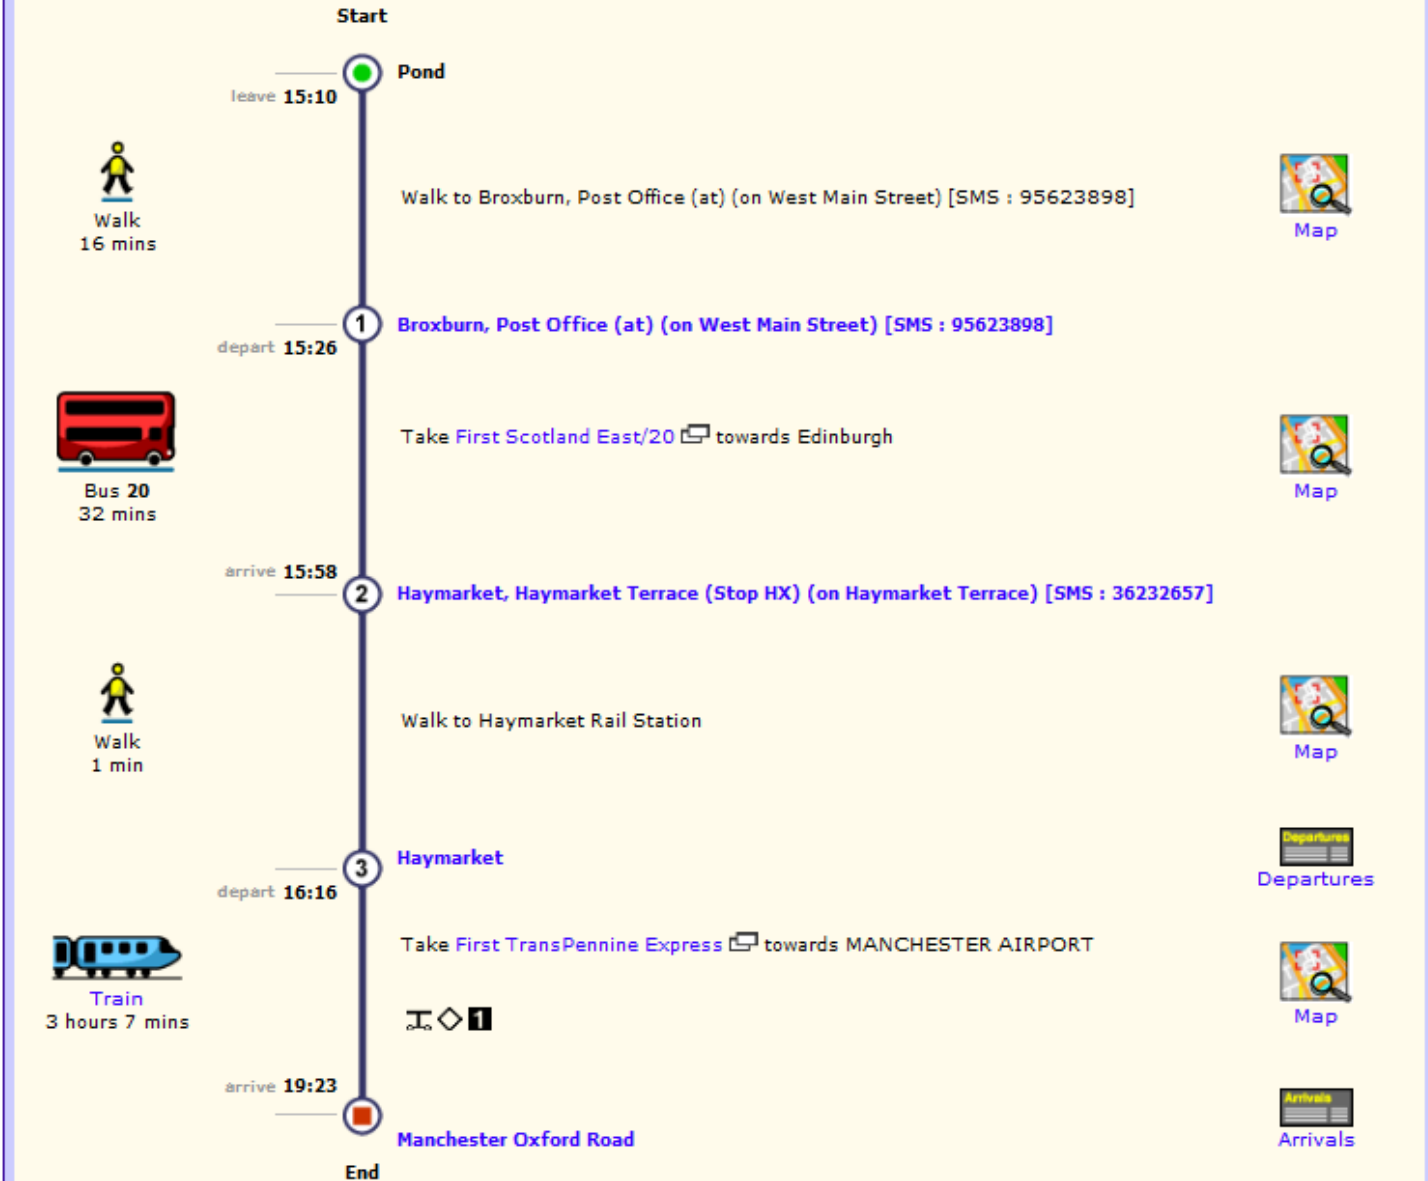 Start
Pond
leave 15:10
Walk
16 mins
Walk to Broxburn, Post Office (at) (on West Main Street) [SMS : 95623898]
Map
1
Broxburn, Post Office (at) (on West Main Street) [SMS : 95623898]
depart 15:26
Take First Scotland East/20 towards Edinburgh
Bus 20
32 mins
Map
arrive 15:58
2
Haymarket, Haymarket Terrace (Stop HX) (on Haymarket Terrace) [SMS : 36232657]
Walk
1 min
Walk to Haymarket Rail Station
Map
3
Haymarket
depart 16:16
Departures
Departures
Take First TransPennine Express towards MANCHESTER AIRPORT
Train
3 hours 7 mins
1
Map
arrive 19:23
Arrivals
Manchester Oxford Road
Arrivals
End